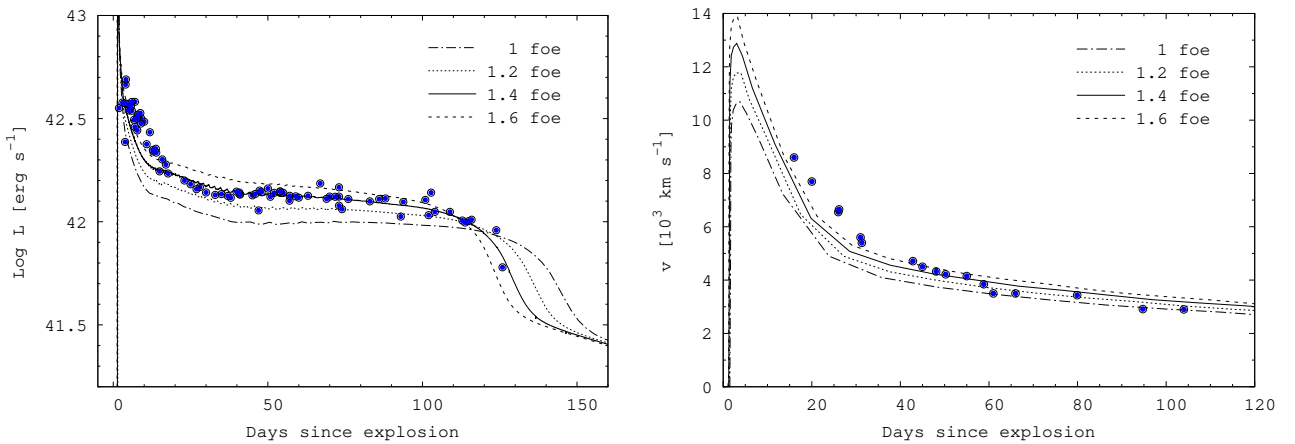 43
42.5
42
41.5
0
50
100
150
Log L [erg s⁻¹]
Days since explosion
1 foe
1.2 foe
1.4 foe
1.6 foe
14
12
10
8
6
4
2
0
0
20
40
60
80
100
120
v [10³ km s⁻¹]
Days since explosion
1 foe
1.2 foe
1.4 foe
1.6 foe